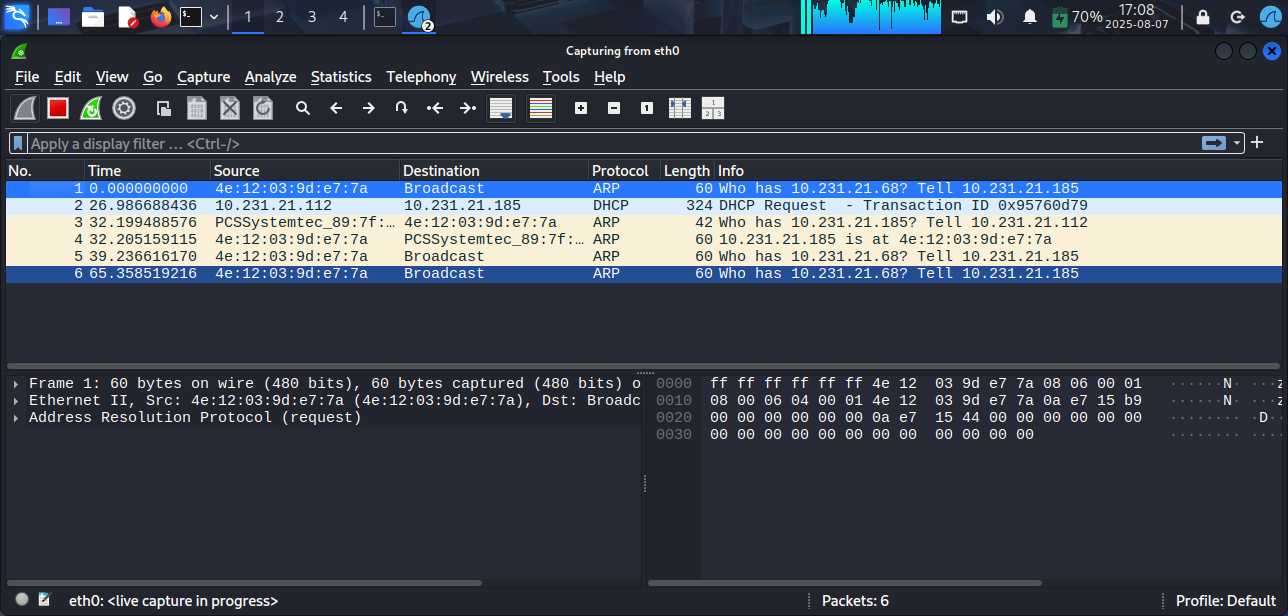 1 2 3 4 2 70% 17:08
2025-08-07
Capturing from eth0
File Edit View Go Capture Analyze Statistics Telephony Wireless Tools Help
Apply a display filter … <Ctrl-/>
No. Time Source Destination Protocol Length Info
1 0.000000000 4e:12:03:9d:e7:7a Broadcast ARP 60 Who has 10.231.21.68? Tell 10.231.21.185
2 26.986688436 10.231.21.112 10.231.21.185 DHCP 324 DHCP Request - Transaction ID 0x95760d79
3 32.199488576 PCSSystemtec_89:7f:… 4e:12:03:9d:e7:7a ARP 42 Who has 10.231.21.185? Tell 10.231.21.112
4 32.205159115 4e:12:03:9d:e7:7a PCSSystemtec_89:7f:… ARP 60 10.231.21.185 is at 4e:12:03:9d:e7:7a
5 39.236616170 4e:12:03:9d:e7:7a Broadcast ARP 60 Who has 10.231.21.68? Tell 10.231.21.185
6 65.358519216 4e:12:03:9d:e7:7a Broadcast ARP 60 Who has 10.231.21.68? Tell 10.231.21.185
Frame 1: 60 bytes on wire (480 bits), 60 bytes captured (480 bits) o
Ethernet II, Src: 4e:12:03:9d:e7:7a (4e:12:03:9d:e7:7a), Dst: Broadc
Address Resolution Protocol (request)
0000 ff ff ff ff ff ff 4e 12 03 9d e7 7a 08 06 00 01 ······N· ···z
0010 08 00 06 04 00 01 4e 12 03 9d e7 7a 0a e7 15 b9 ······N· ···z
0020 00 00 00 00 00 00 0a e7 15 44 00 00 00 00 00 00 ········ ·D··
0030 00 00 00 00 00 00 00 00 00 00 00 00 ········ ····
eth0: <live capture in progress> Packets: 6 Profile: Default